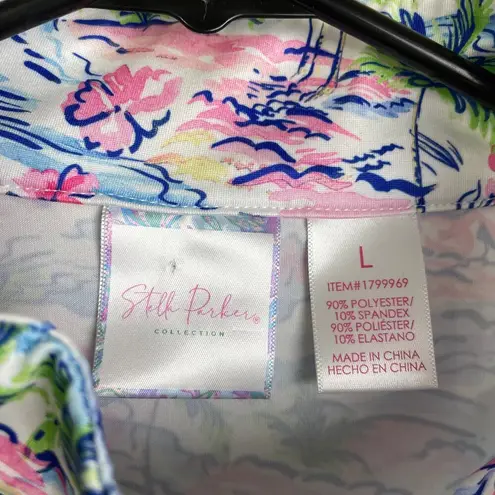 Stella Parker
COLLECTION
L
ITEM#1799969
90% POLYESTER/
10% SPANDEX
90% POLIÉSTER/
10% ELASTANO
MADE IN CHINA
HECHO EN CHINA